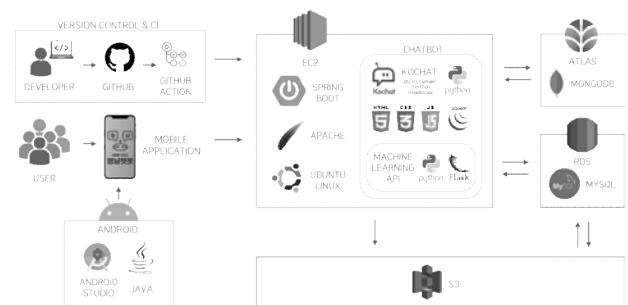 VERSION CONTROL & CI
DEVELOPER
GITHUB
GITHUB
ACTION
USER
MOBILE
APPLICATION
ANDROID
ANDROID
STUDIO
JAVA
EC2
SPRING
BOOT
APACHE
UBUNTU
LINUX
CHATBOT
Kochat
KOCHAT
python
HTML
5
CSS
3
JS
jQuery
MACHINE
LEARNING
API
python
Flask
ATLAS
MONGODB
RDS
MySQL
MYSQL
S3